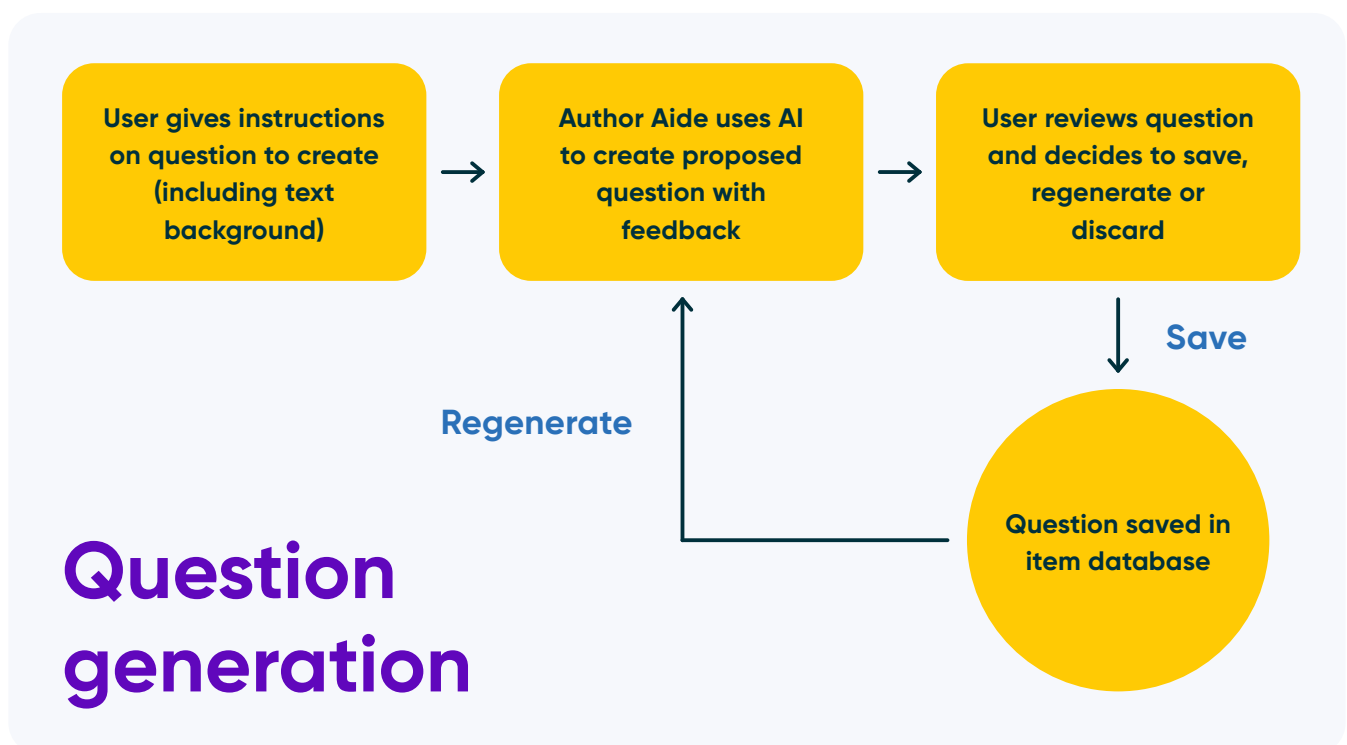 User gives instructions
on question to create
(including text
background)
Author Aide uses AI
to create proposed
question with
feedback
User reviews question
and decides to save,
regenerate or
discard
Save
Regenerate
Question saved in
item database
Question
generation